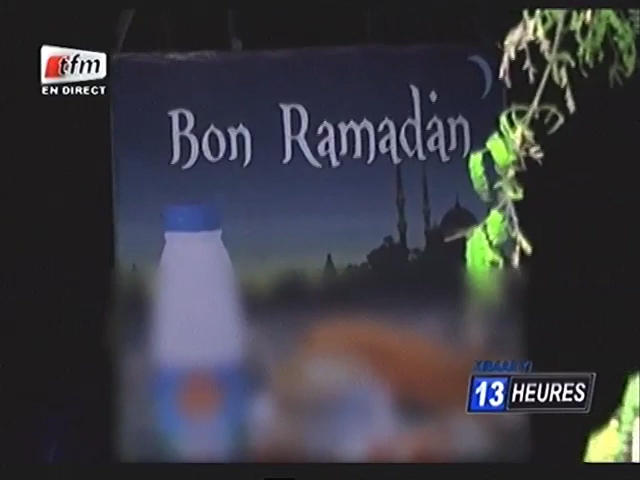 tfm
EN DIRECT
Bon Ramadan
XIBAAR YI
13 HEURES